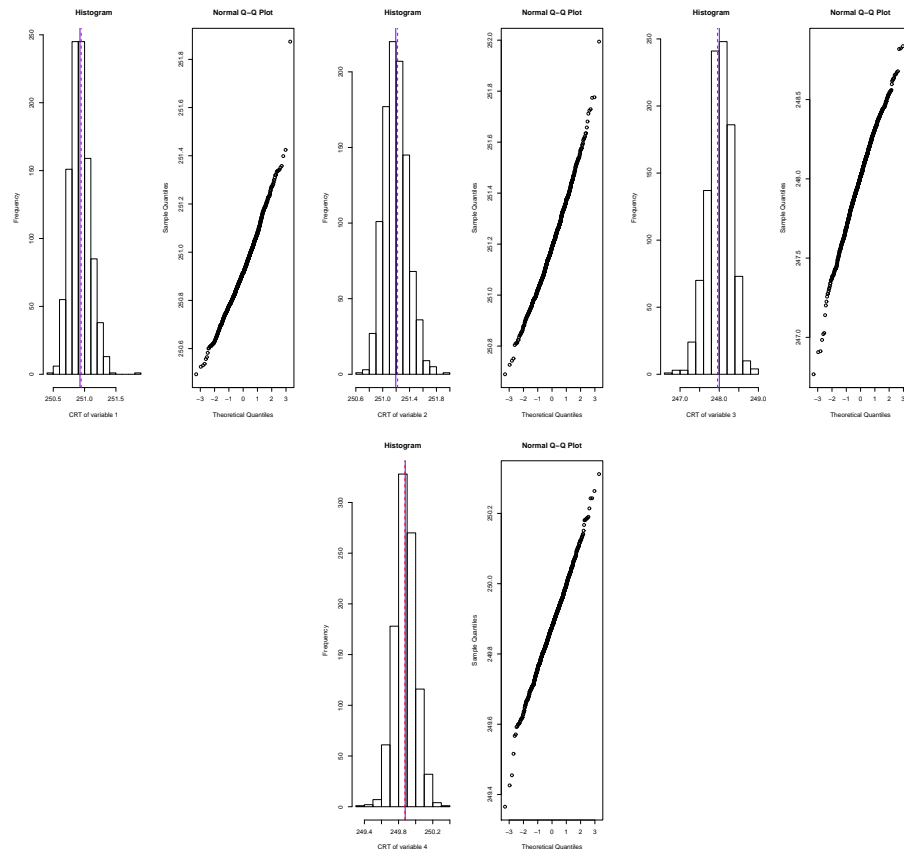 Histogram
Frequency
0 50 100 150 200 250
250.5 251.0 251.5
CRT of variable 1
Normal Q−Q Plot
Sample Quantiles
250.6 250.8 251.0 251.2 251.4 251.6 251.8
−3 −2 −1 0 1 2 3
Theoretical Quantiles
Histogram
Frequency
0 50 100 150 200
250.6 251.0 251.4 251.8
CRT of variable 2
Normal Q−Q Plot
Sample Quantiles
250.8 251.0 251.2 251.4 251.6 251.8 252.0
−3 −2 −1 0 1 2 3
Theoretical Quantiles
Histogram
Frequency
0 50 100 150 200 250
247.0 248.0 249.0
CRT of variable 3
Normal Q−Q Plot
Sample Quantiles
247.0 247.5 248.0 248.5
−3 −2 −1 0 1 2 3
Theoretical Quantiles
Histogram
Frequency
0 50 100 150 200 250 300
249.4 249.8 250.2
CRT of variable 4
Normal Q−Q Plot
Sample Quantiles
249.4 249.6 249.8 250.0 250.2
−3 −2 −1 0 1 2 3
Theoretical Quantiles